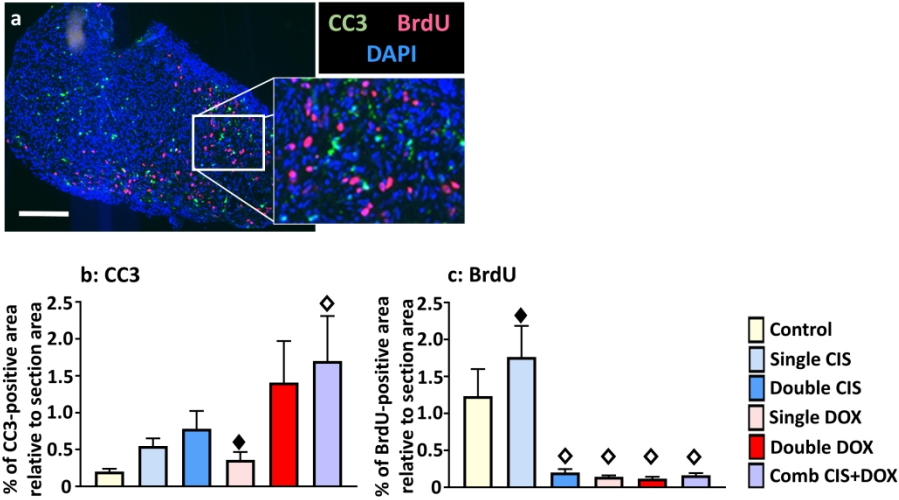 a
CC3 BrdU
DAPI
b: CC3
% of CC3-positive area
relative to section area
2.5
2.0
1.5
1.0
0.5
0
c: BrdU
% of BrdU-positive area
relative to section area
2.5
2.0
1.5
1.0
0.5
0
Control
Single CIS
Double CIS
Single DOX
Double DOX
Comb CIS+DOX